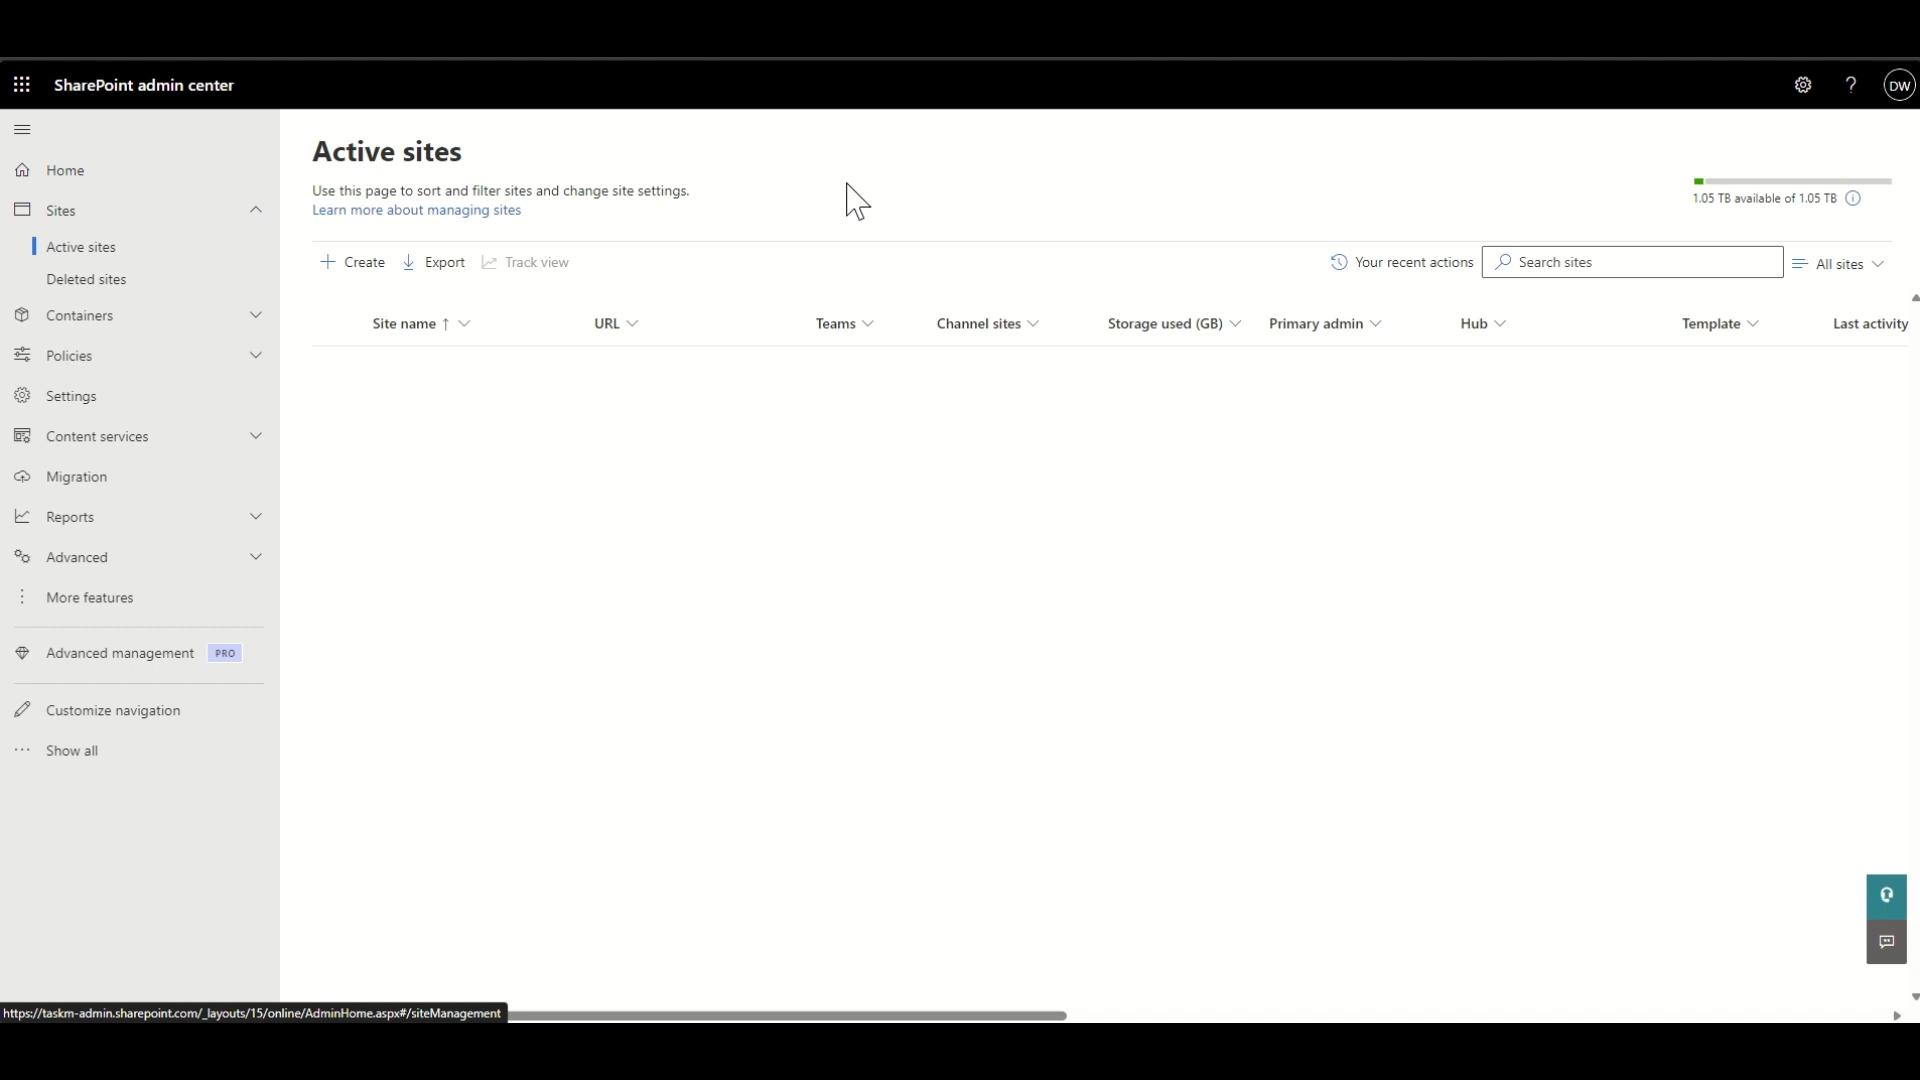 SharePoint admin center
?
DW
Home
Sites
Active sites
Deleted sites
Containers
Policies
Settings
Content services
Migration
Reports
Advanced
More features
Advanced management PRO
Customize navigation
Show all
Active sites
Use this page to sort and filter sites and change site settings.
Learn more about managing sites
1.05 TB available of 1.05 TB
Create Export Track view Your recent actions Search sites All sites
Site name ↑ URL Teams Channel sites Storage used (GB) Primary admin Hub Template Last activity
https://taskm-admin.sharepoint.com/_layouts/15/online/AdminHome.aspx#/siteManagement